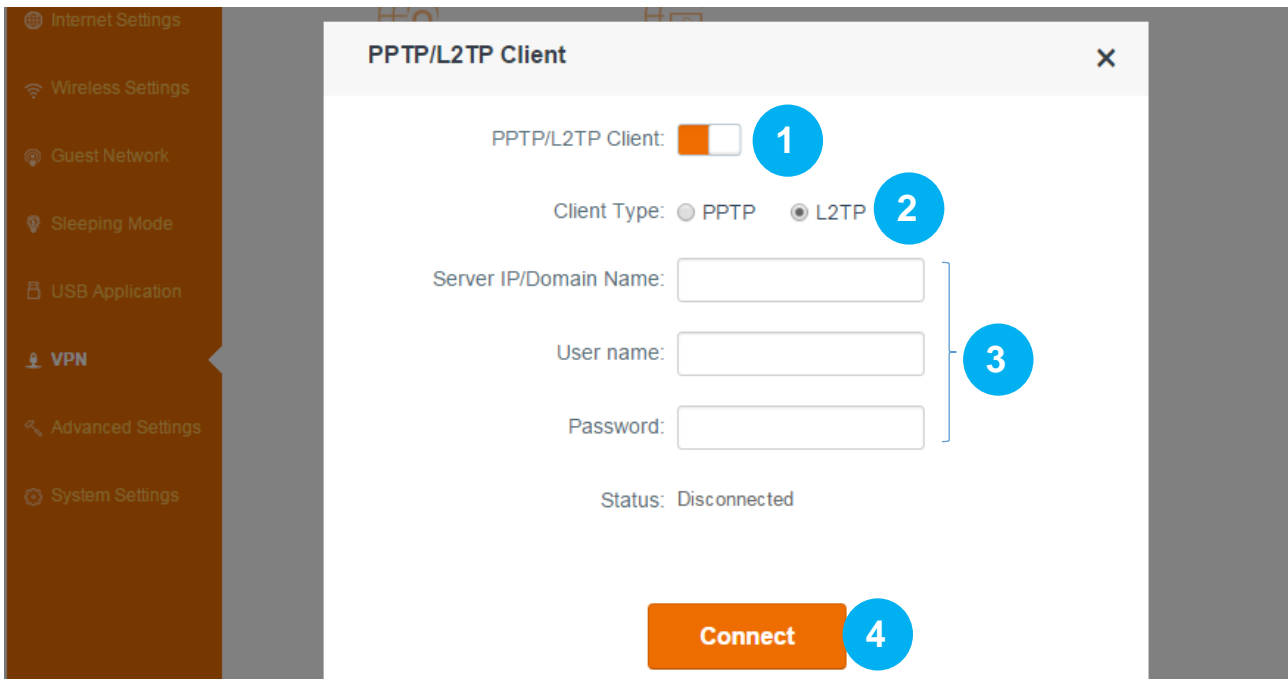 Internet Settings
Wireless Settings
Guest Network
Sleeping Mode
USB Application
VPN
Advanced Settings
System Settings
PPTP/L2TP Client
PPTP/L2TP Client: 1
Client Type: PPTP L2TP 2
Server IP/Domain Name:
User name:
3
Password:
Status: Disconnected
Connect 4